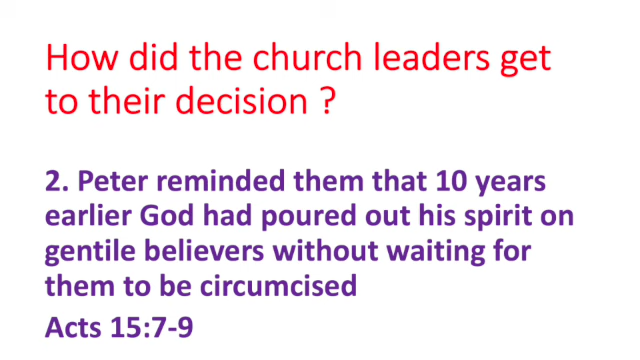 How did the church leaders get
to their decision ?
2. Peter reminded them that 10 years
earlier God had poured out his spirit on
gentile believers without waiting for
them to be circumcised
Acts 15:7-9